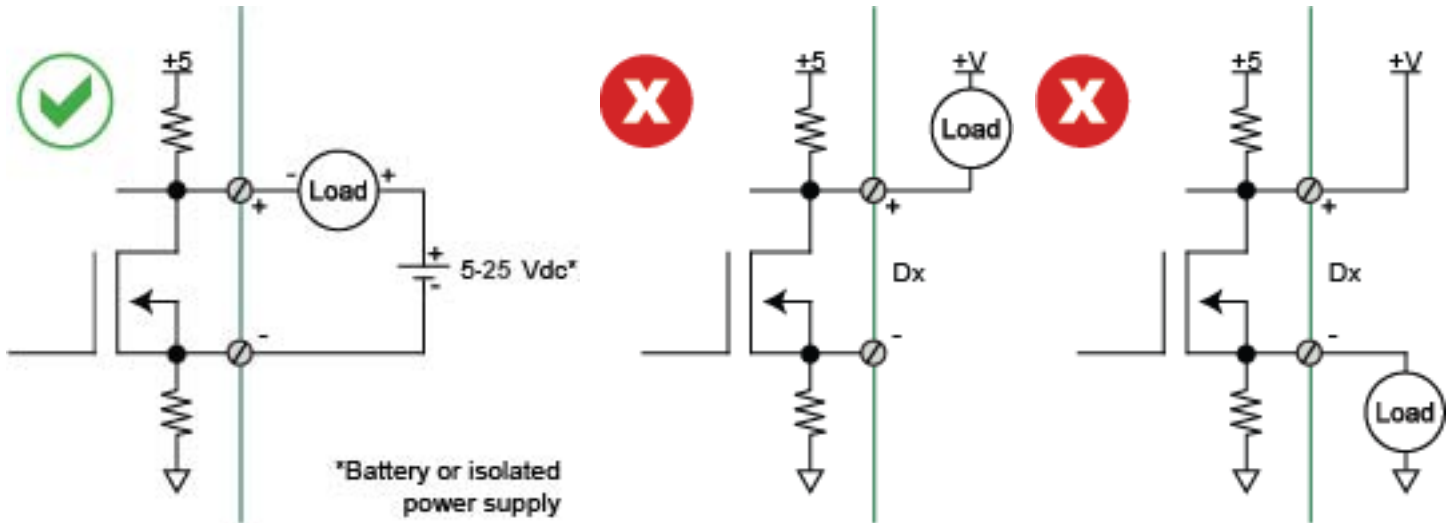 +5
-
Load
+
+
+
-
5-25 Vdc*
-
*Battery or isolated
power supply
X
+5
+V
Load
+
Dx
-
X
+5
+V
+
Dx
-
Load